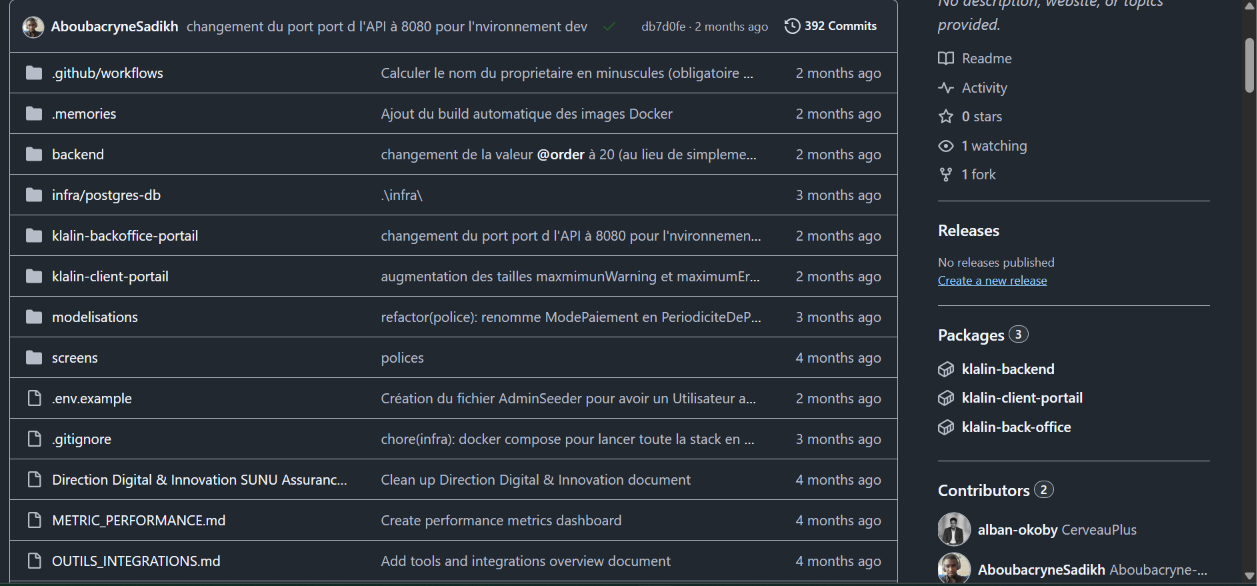 No description, website, or topics
provided.
AboubacryneSadikh changement du port port d l'API à 8080 pour l'nvironnement dev db7d0fe · 2 months ago 392 Commits
.github/workflows Calculer le nom du proprietaire en minuscules (obligatoire ... 2 months ago
.memories Ajout du build automatique des images Docker 2 months ago
backend changement de la valeur @order à 20 (au lieu de simpleme... 2 months ago
infra/postgres-db .\infra\ 3 months ago
klalin-backoffice-portail changement du port port d l'API à 8080 pour l'nvironnemen... 2 months ago
klalin-client-portail augmentation des tailles maxmimunWarning et maximumEr... 2 months ago
modelisations refactor(police): renomme ModePaiement en PeriodiciteDeP... 3 months ago
screens polices 4 months ago
.env.example Création du fichier AdminSeeder pour avoir un Utilisateur a... 2 months ago
.gitignore chore(infra): docker compose pour lancer toute la stack en ... 3 months ago
Direction Digital & Innovation SUNU Assuranc... Clean up Direction Digital & Innovation document 4 months ago
METRIC_PERFORMANCE.md Create performance metrics dashboard 4 months ago
OUTILS_INTEGRATIONS.md Add tools and integrations overview document 4 months ago
Readme
Activity
0 stars
1 watching
1 fork
Releases
No releases published
Create a new release
Packages 3
klalin-backend
klalin-client-portail
klalin-back-office
Contributors 2
alban-okoby CerveauPlus
AboubacryneSadikh Aboubacryne-...